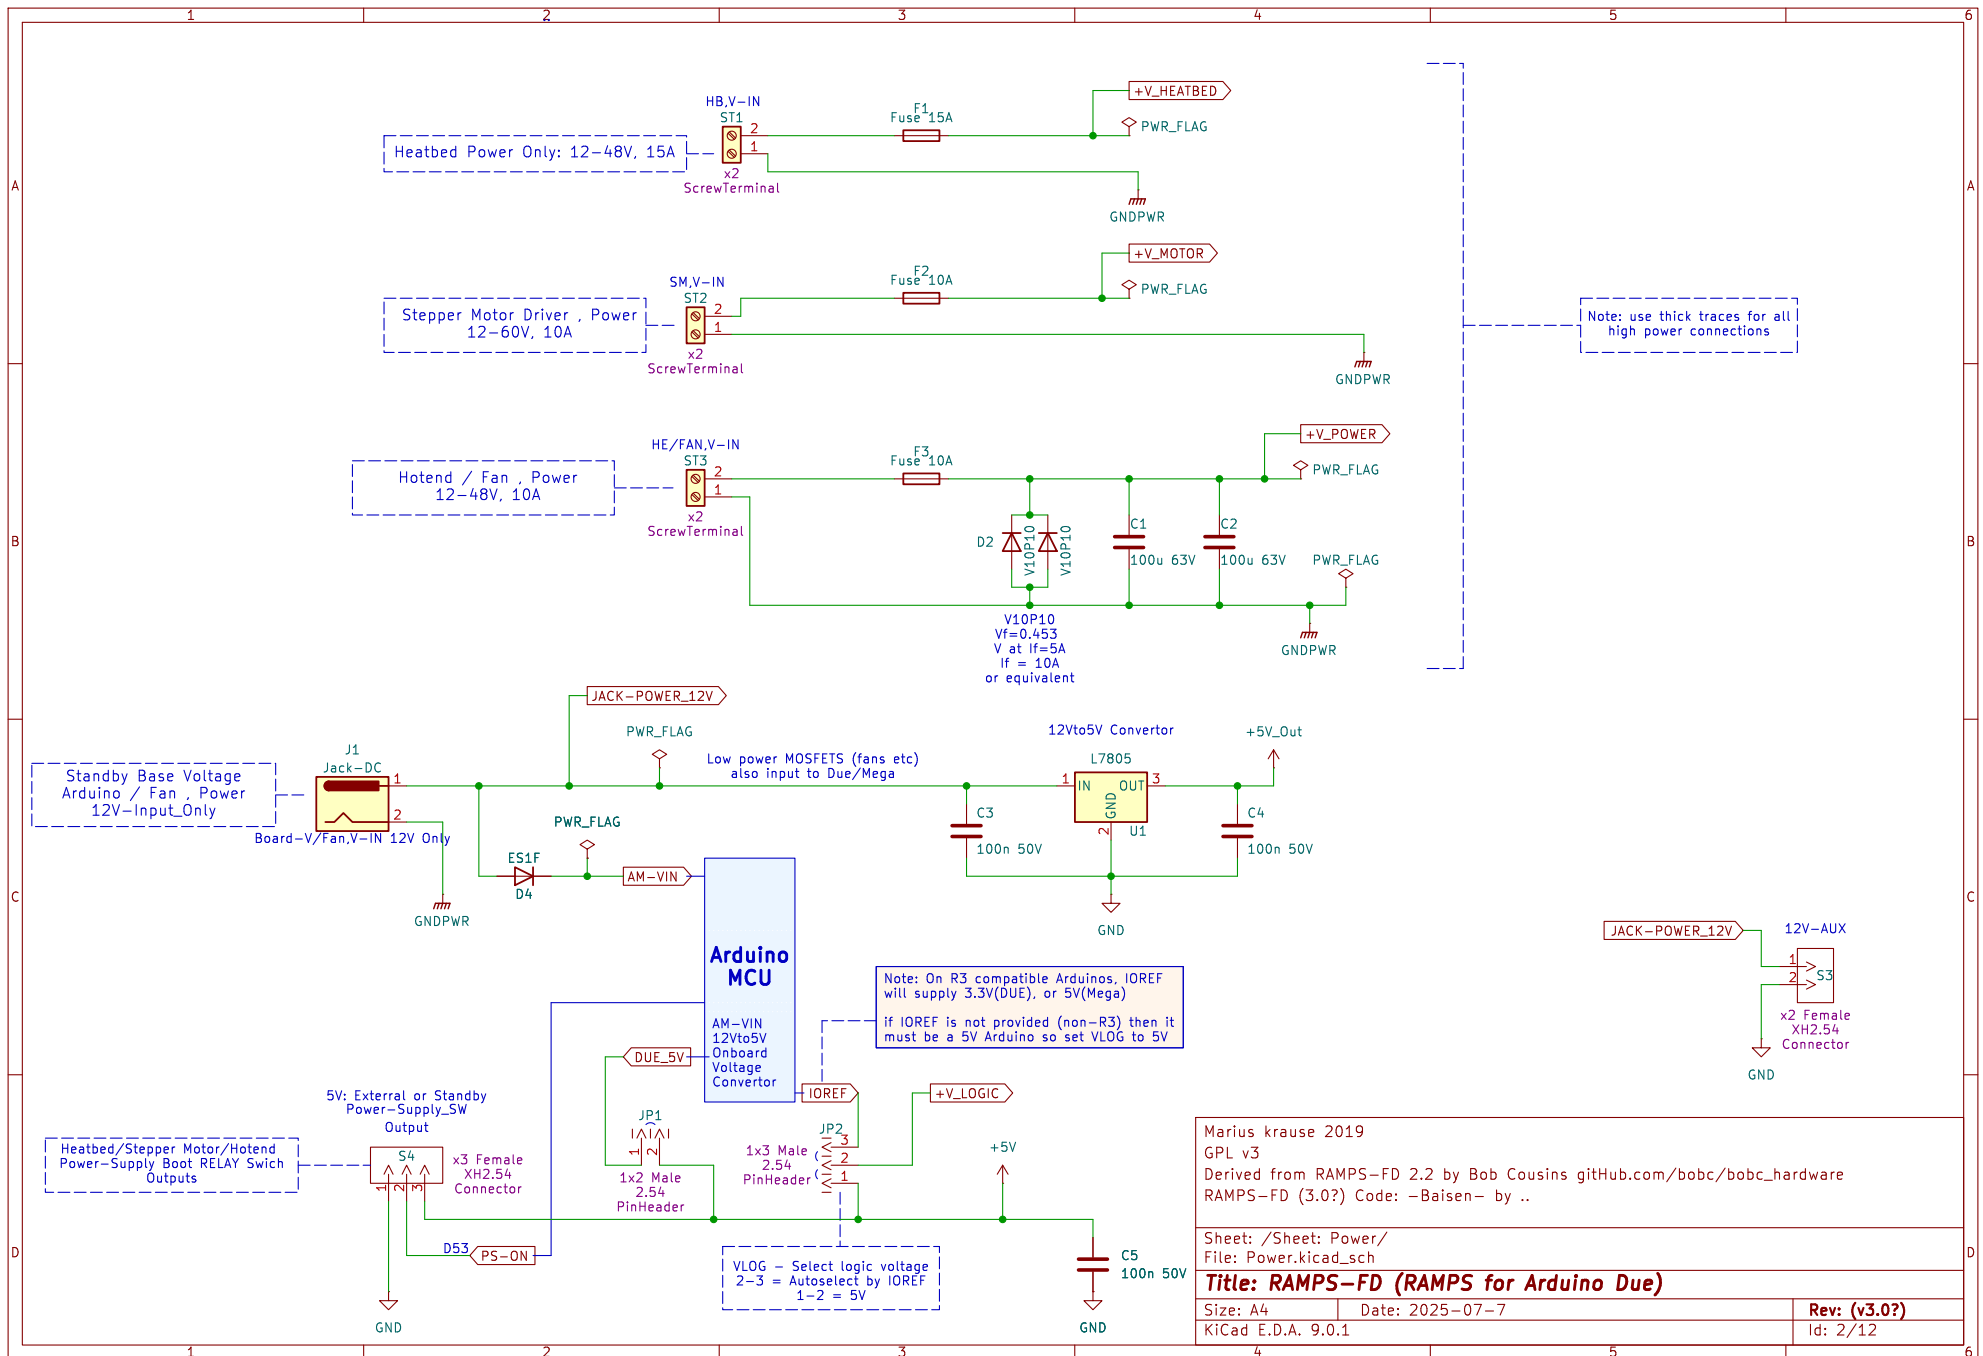 1 2 3 4 5 6
A
B
C
D
A
B
C
D
1 2 3 4 5 6
HB,V-IN
ST1
2
1
x2
ScrewTerminal
Heatbed Power Only: 12-48V, 15A
F1
Fuse 15A
+V_HEATBED
PWR_FLAG
GNDPWR
SM,V-IN
ST2
2
1
x2
ScrewTerminal
Stepper Motor Driver , Power
12-60V, 10A
F2
Fuse 10A
+V_MOTOR
PWR_FLAG
GNDPWR
Note: use thick traces for all
high power connections
HE/FAN,V-IN
ST3
2
1
x2
ScrewTerminal
Hotend / Fan , Power
12-48V, 10A
F3
Fuse 10A
+V_POWER
PWR_FLAG
D2
V10P10
V10P10
C1
100u 63V
C2
100u 63V
PWR_FLAG
GNDPWR
V10P10
Vf=0.453
V at If=5A
If = 10A
or equivalent
JACK-POWER_12V
PWR_FLAG
J1
Jack-DC
1
2
Standby Base Voltage
Arduino / Fan , Power
12V-Input_Only
Board-V/Fan,V-IN 12V Only
GNDPWR
Low power MOSFETS (fans etc)
also input to Due/Mega
12Vto5V Convertor
L7805
1
IN
OUT
3
GND
2
U1
+5V_Out
C3
100n 50V
C4
100n 50V
GND
PWR_FLAG
ES1F
D4
AM-VIN
Arduino
MCU
AM-VIN
12Vto5V
Onboard
Voltage
Convertor
DUE_5V
IOREF
Note: On R3 compatible Arduinos, IOREF
will supply 3.3V(DUE), or 5V(Mega)
if IOREF is not provided (non-R3) then it
must be a 5V Arduino so set VLOG to 5V
JACK-POWER_12V
12V-AUX
1
2
S3
x2 Female
XH2.54
Connector
GND
+V_LOGIC
5V: Exterral or Standby
Power-Supply_SW
Output
Heatbed/Stepper Motor/Hotend
Power-Supply Boot RELAY Swich
Outputs
S4
1
2
3
x3 Female
XH2.54
Connector
JP1
1
2
1x2 Male
2.54
PinHeader
JP2
3
2
1
1x3 Male
2.54
PinHeader
+5V
D53
PS-ON
VLOG - Select logic voltage
2-3 = Autoselect by IOREF
1-2 = 5V
C5
100n 50V
GND
GND
Marius krause 2019
GPL v3
Derived from RAMPS-FD 2.2 by Bob Cousins gitHub.com/bobc/bobc_hardware
RAMPS-FD (3.0?) Code: -Baisen- by ..
Sheet: /Sheet: Power/
File: Power.kicad_sch
Title: RAMPS-FD (RAMPS for Arduino Due)
Size: A4
Date: 2025-07-7
Rev: (v3.0?)
KiCad E.D.A. 9.0.1
Id: 2/12